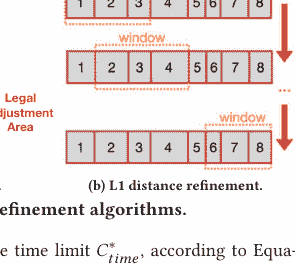 1 2 3 4 5 6 7 8
window
1 2 3 4 5 6 7 8
Legal
djustment
Area
...
window
1 2 3 4 5 6 7 8
(b) L1 distance refinement.
efinement algorithms.
e time limit C*time, according to Equa-